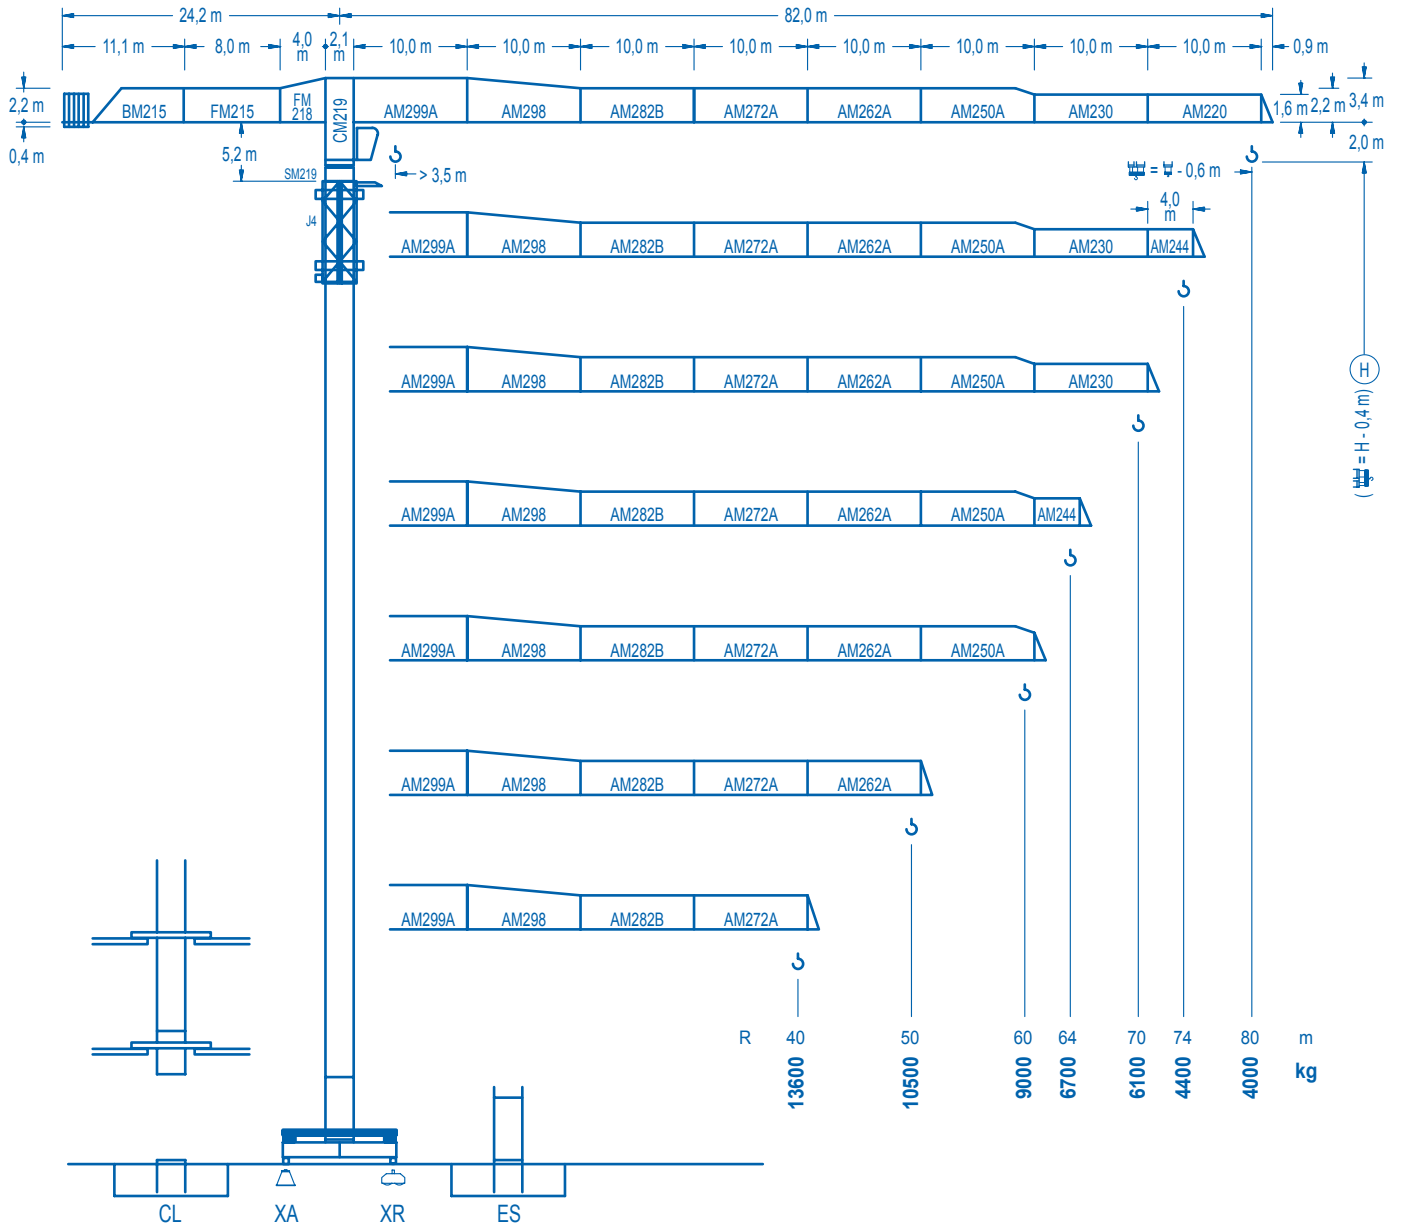 24,2 m 82,0 m
11,1 m 8,0 m 4,0 m 2,1 10,0 m 10,0 m 10,0 m 10,0 m 10,0 m 10,0 m 10,0 m 10,0 m 0,9 m
2,2 m BM215 FM215 FM 218 CM219 AM299A AM298 AM282B AM272A AM262A AM250A AM230 AM220 1,6 m 2,2 m 3,4 m
0,4 m 5,2 m 2,0 m
SM219 > 3,5 m = - 0,6 m
J4 4,0 m
AM299A AM298 AM282B AM272A AM262A AM250A AM230 AM244
H
( = H - 0,4 m)
AM299A AM298 AM282B AM272A AM262A AM250A AM230
AM299A AM298 AM282B AM272A AM262A AM250A AM244
AM299A AM298 AM282B AM272A AM262A AM250A
AM299A AM298 AM282B AM272A AM262A
AM299A AM298 AM282B AM272A
R 40 50 60 64 70 74 80 m
13600 10500 9000 6700 6100 4400 4000 kg
CL XA XR ES